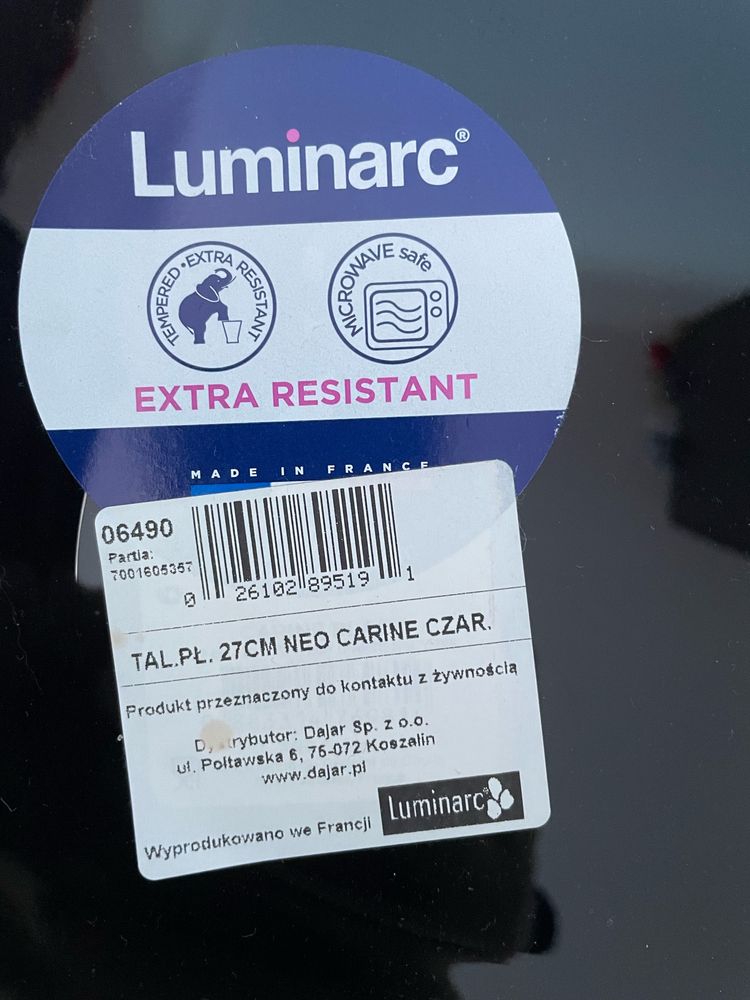 Luminarc®
TEMPERED•EXTRA RESISTANT
MICROWAVE safe
EXTRA RESISTANT
MADE IN FRANCE
06490
Partia:
7001605357
0 26102 89519 1
TAL.PŁ. 27CM NEO CARINE CZAR.
Produkt przeznaczony do kontaktu z żywnością
Dajar Sp. z o.o.
ul. Połtawska 6, 75-072 Koszalin
www.dajar.pl
Wyprodukowano we Francji
Luminarc®